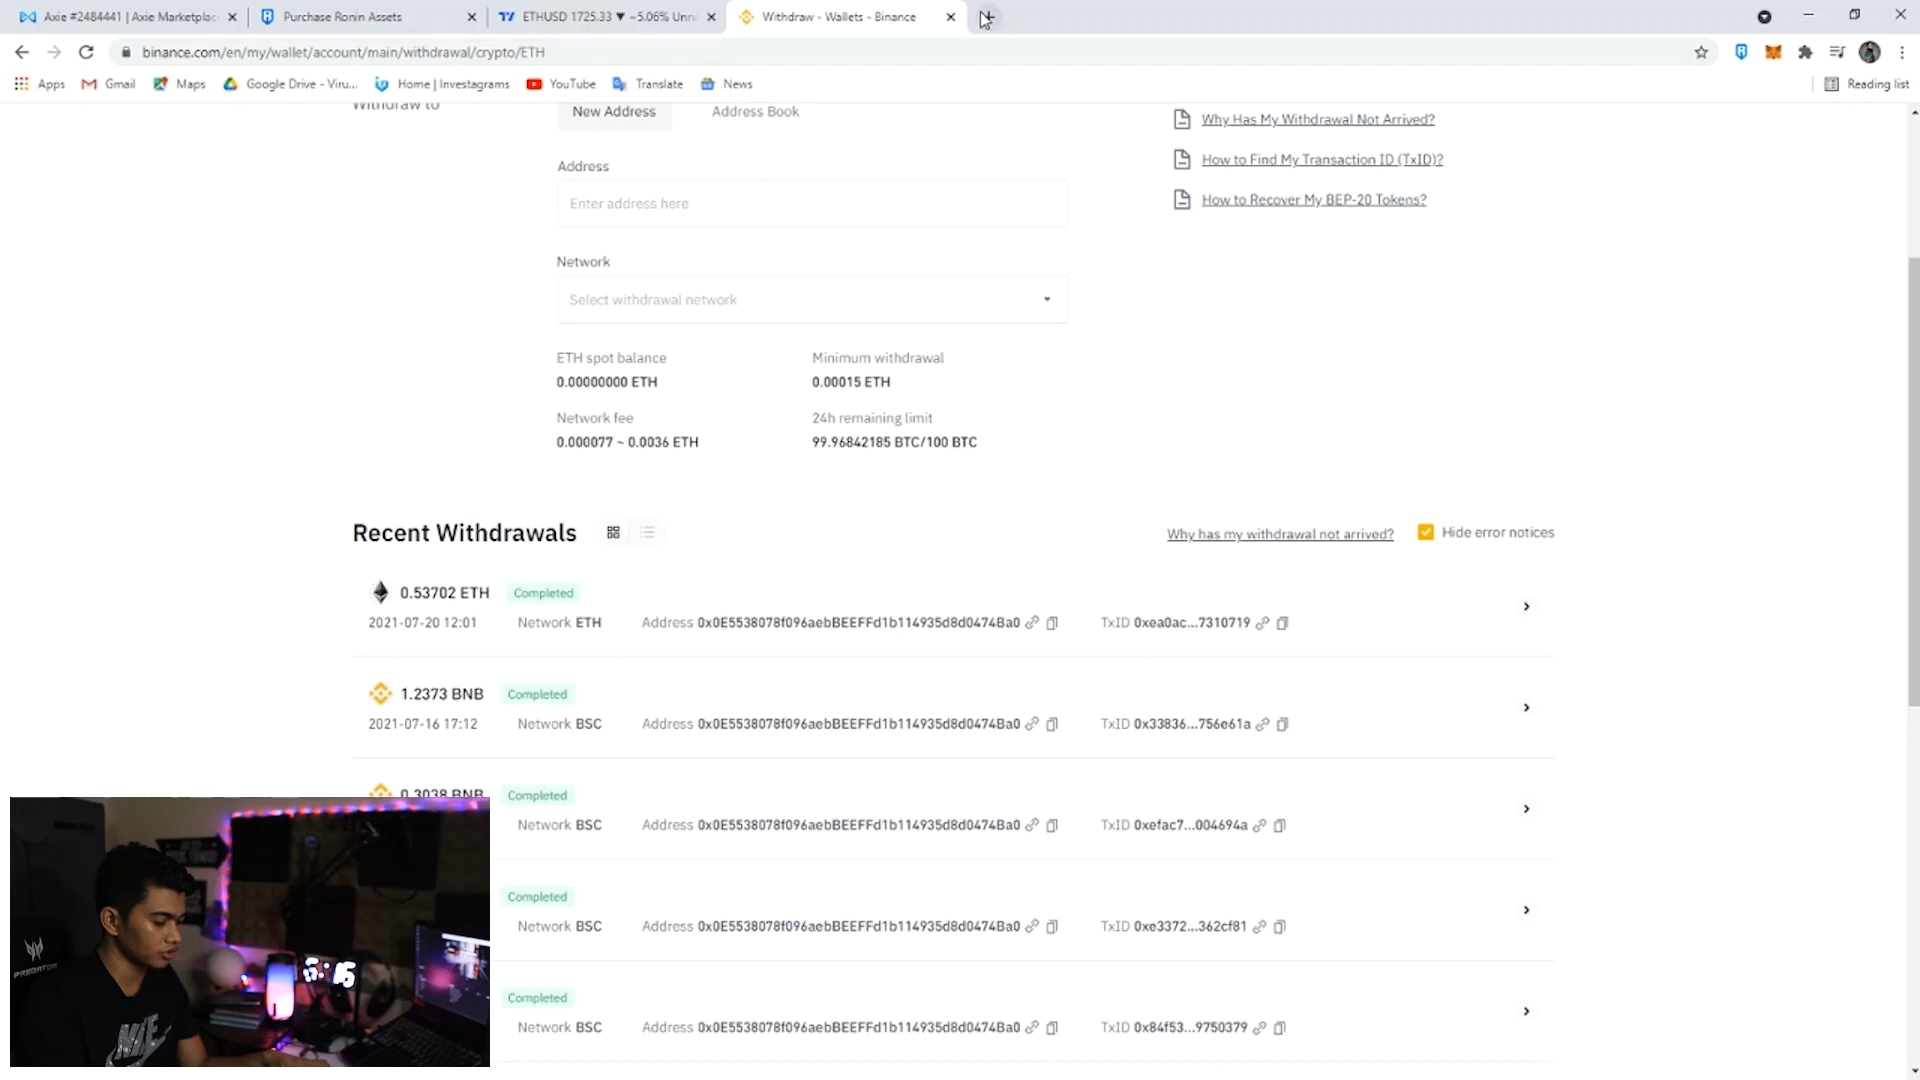 Axie #2484441 | Axie Marketplac
Purchase Ronin Assets
ETHUSD 1725.33 ▼ −5.06% Unn
Withdraw - Wallets - Binance
binance.com/en/my/wallet/account/main/withdrawal/crypto/ETH
Apps
Gmail
Maps
Google Drive - Viru...
Home | Investagrams
YouTube
Translate
News
Reading list
Withdraw to
New Address
Address Book
Why Has My Withdrawal Not Arrived?
How to Find My Transaction ID (TxID)?
How to Recover My BEP-20 Tokens?
Address
Enter address here
Network
Select withdrawal network
ETH spot balance
0.00000000 ETH
Minimum withdrawal
0.00015 ETH
Network fee
0.000077 ~ 0.0036 ETH
24h remaining limit
99.96842185 BTC/100 BTC
Recent Withdrawals
Why has my withdrawal not arrived?
Hide error notices
0.53702 ETH Completed
2021-07-20 12:01 Network ETH Address 0x0E5538078f096aebBEEFFd1b114935d8d0474Ba0 TxID 0xea0ac...7310719
1.2373 BNB Completed
2021-07-16 17:12 Network BSC Address 0x0E5538078f096aebBEEFFd1b114935d8d0474Ba0 TxID 0x33836...756e61a
0.3038 BNB Completed
Network BSC Address 0x0E5538078f096aebBEEFFd1b114935d8d0474Ba0 TxID 0xefac7...004694a
Completed
Network BSC Address 0x0E5538078f096aebBEEFFd1b114935d8d0474Ba0 TxID 0xe3372...362cf81
Completed
Network BSC Address 0x0E5538078f096aebBEEFFd1b114935d8d0474Ba0 TxID 0x84f53...9750379
PREDATOR
NIKE